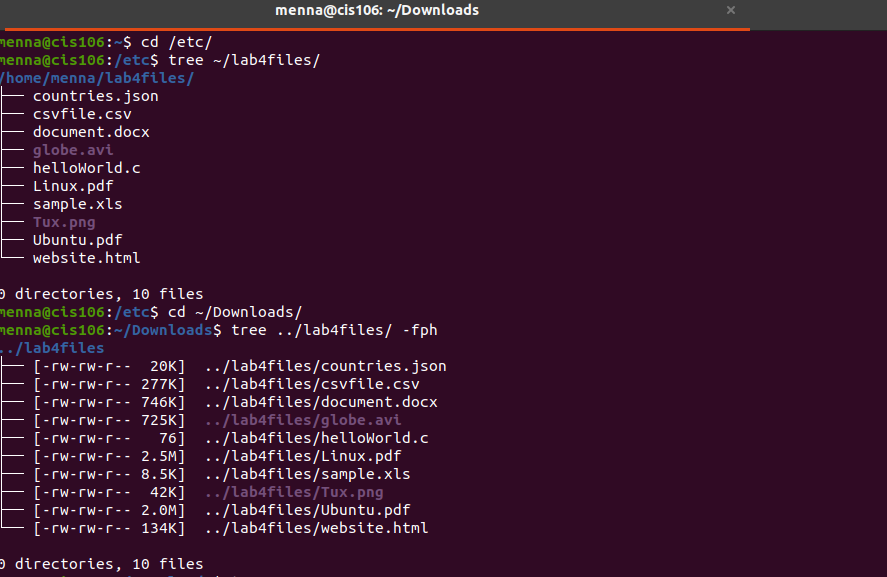 menna@cis106: ~/Downloads ×
menna@cis106:~$ cd /etc/
menna@cis106:/etc$ tree ~/lab4files/
/home/menna/lab4files/
├── countries.json
├── csvfile.csv
├── document.docx
├── globe.avi
├── helloWorld.c
├── Linux.pdf
├── sample.xls
├── Tux.png
├── Ubuntu.pdf
└── website.html
0 directories, 10 files
menna@cis106:/etc$ cd ~/Downloads/
menna@cis106:~/Downloads$ tree ../lab4files/ -fph
../lab4files
├── [-rw-rw-r--  20K]  ../lab4files/countries.json
├── [-rw-rw-r-- 277K]  ../lab4files/csvfile.csv
├── [-rw-rw-r-- 746K]  ../lab4files/document.docx
├── [-rw-rw-r-- 725K]  ../lab4files/globe.avi
├── [-rw-rw-r--   76]  ../lab4files/helloWorld.c
├── [-rw-rw-r-- 2.5M]  ../lab4files/Linux.pdf
├── [-rw-rw-r-- 8.5K]  ../lab4files/sample.xls
├── [-rw-rw-r--  42K]  ../lab4files/Tux.png
├── [-rw-rw-r-- 2.0M]  ../lab4files/Ubuntu.pdf
└── [-rw-rw-r-- 134K]  ../lab4files/website.html
0 directories, 10 files